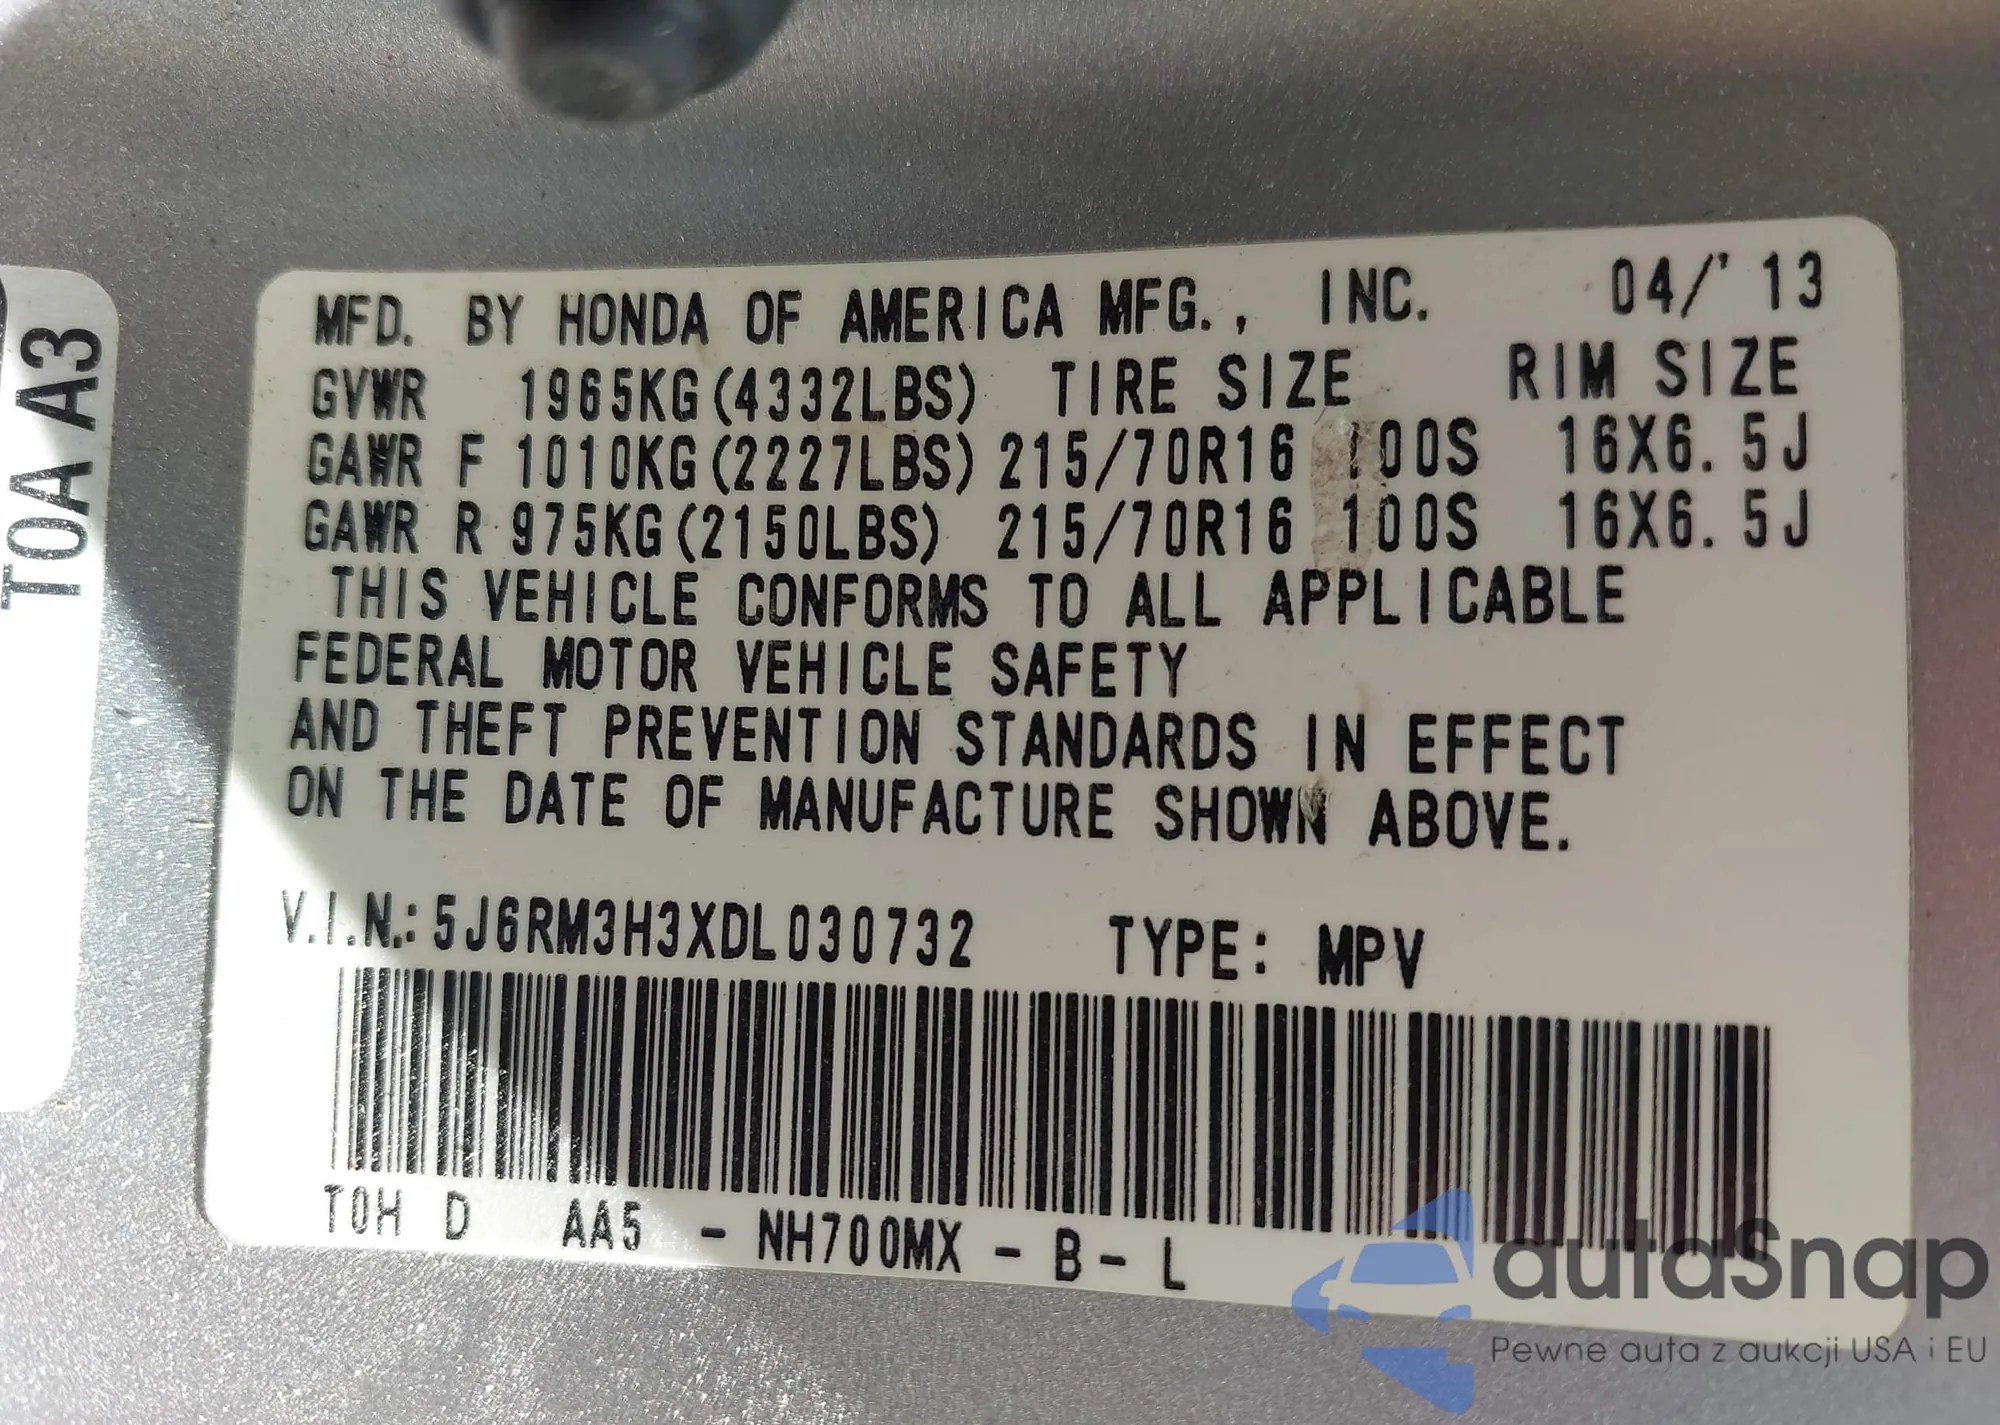 MFD. BY HONDA OF AMERICA MFG., INC. 04/'13
GVWR 1965KG(4332LBS) TIRE SIZE RIM SIZE
GAWR F 1010KG(2227LBS) 215/70R16 100S 16X6.5J
GAWR R 975KG(2150LBS) 215/70R16 100S 16X6.5J
THIS VEHICLE CONFORMS TO ALL APPLICABLE
FEDERAL MOTOR VEHICLE SAFETY
AND THEFT PREVENTION STANDARDS IN EFFECT
ON THE DATE OF MANUFACTURE SHOWN ABOVE.
V.I.N.: 5J6RM3H3XDL030732 TYPE: MPV
T0H D AA5 - NH700MX - B - L
T0A A3
autaSnap
Pewne auta z aukcji USA i EU